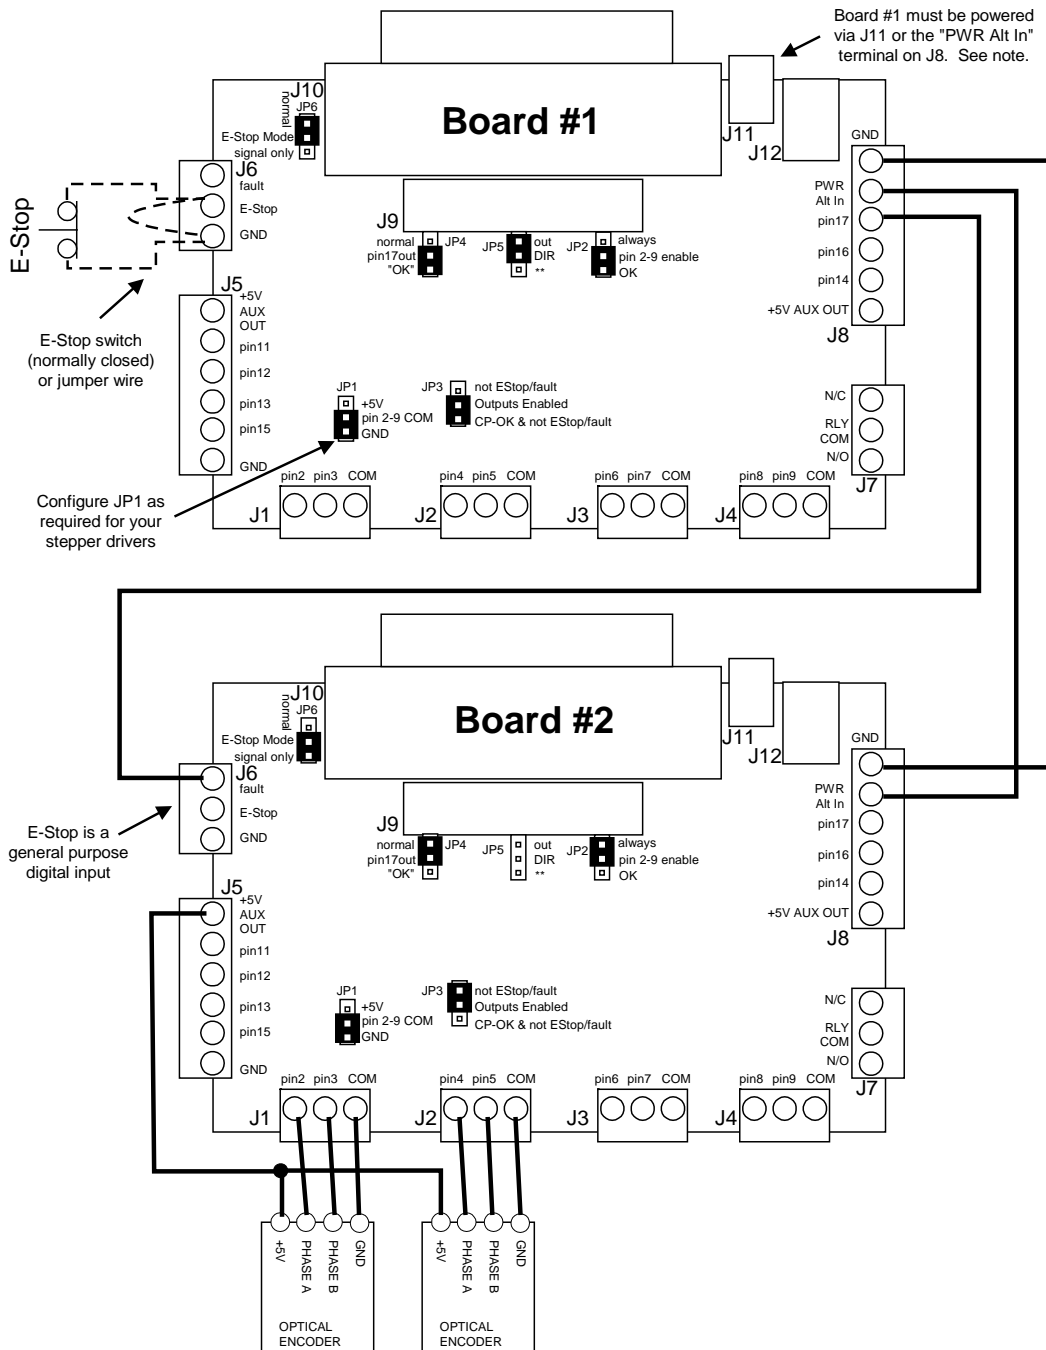 Board #1 must be powered
via J11 or the "PWR Alt In"
terminal on J8. See note.
Board #1
J10
JP6
normal
E-Stop Mode
signal only
J11
J12
GND
PWR
Alt In
pin17
pin16
pin14
+5V AUX OUT
J8
J6
fault
E-Stop
GND
E-Stop
E-Stop switch
(normally closed)
or jumper wire
J9
normal
pin17out
"OK"
JP4
JP5
out
DIR
**
JP2
always
pin 2-9 enable
OK
J5
+5V
AUX
OUT
pin11
pin12
pin13
pin15
GND
JP1
+5V
pin 2-9 COM
GND
JP3
not EStop/fault
Outputs Enabled
CP-OK & not EStop/fault
N/C
RLY
COM
N/O
J7
Configure JP1 as
required for your
stepper drivers
J1
pin2 pin3 COM
J2
pin4 pin5 COM
J3
pin6 pin7 COM
J4
pin8 pin9 COM
Board #2
J10
JP6
normal
E-Stop Mode
signal only
J11
J12
GND
PWR
Alt In
pin17
pin16
pin14
+5V AUX OUT
J8
J6
fault
E-Stop
GND
E-Stop is a
general purpose
digital input
J9
normal
pin17out
"OK"
JP4
JP5
out
DIR
**
JP2
always
pin 2-9 enable
OK
J5
+5V
AUX
OUT
pin11
pin12
pin13
pin15
GND
JP1
+5V
pin 2-9 COM
GND
JP3
not EStop/fault
Outputs Enabled
CP-OK & not EStop/fault
N/C
RLY
COM
N/O
J7
J1
pin2 pin3 COM
J2
pin4 pin5 COM
J3
pin6 pin7 COM
J4
pin8 pin9 COM
+5V
PHASE A
PHASE B
GND
OPTICAL
ENCODER
+5V
PHASE A
PHASE B
GND
OPTICAL
ENCODER